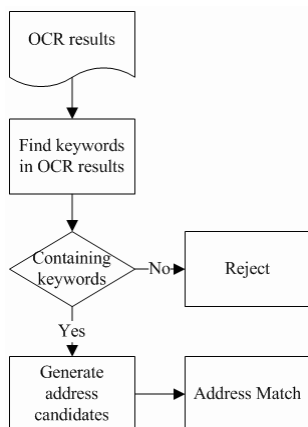 OCR results
Find keywords
in OCR results
Containing
keywords
No
Reject
Yes
Generate
address
candidates
Address Match